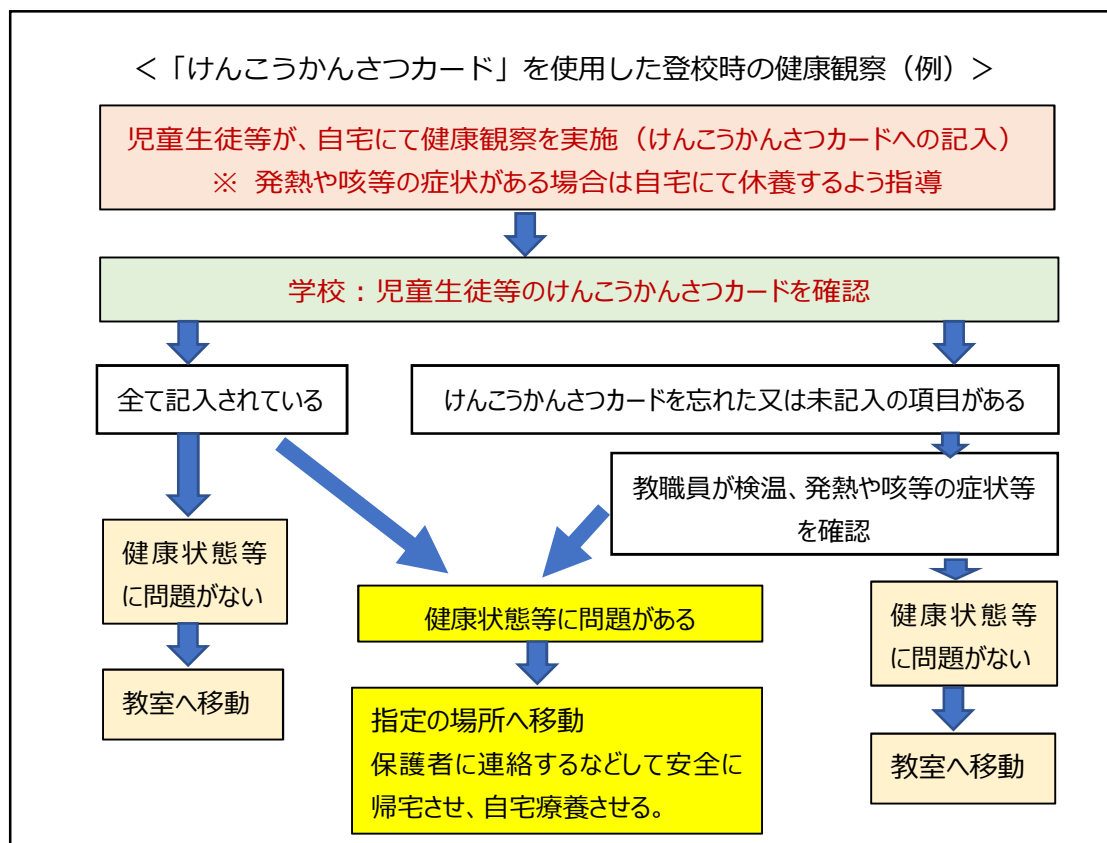 ＜「けんこうかんさつカード」を使用した登校時の健康観察（例）＞
児童生徒等が、自宅にて健康観察を実施（けんこうかんさつカードへの記入）
※ 発熱や咳等の症状がある場合は自宅にて休養するよう指導
学校：児童生徒等のけんこうかんさつカードを確認
全て記入されている
けんこうかんさつカードを忘れた又は未記入の項目がある
教職員が検温、発熱や咳等の症状等
を確認
健康状態等
に問題がない
健康状態等に問題がある
健康状態等
に問題がない
教室へ移動
指定の場所へ移動
保護者に連絡するなどして安全に
帰宅させ、自宅療養させる。
教室へ移動